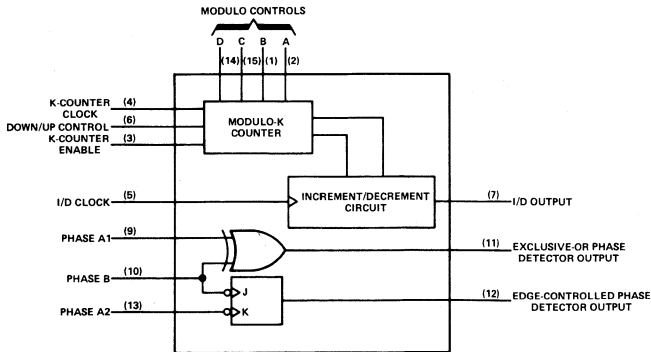 MODULO CONTROLS
D C B A
(14) (15) (1) (2)
K-COUNTER CLOCK (4)
DOWN/UP CONTROL (6)
K-COUNTER ENABLE (3)
MODULO-K
COUNTER
I/D CLOCK (5)
INCREMENT/DECREMENT
CIRCUIT
(7) I/D OUTPUT
PHASE A1 (9)
(11) EXCLUSIVE-OR PHASE
DETECTOR OUTPUT
PHASE B (10)
J
K
(12) EDGE-CONTROLLED PHASE
DETECTOR OUTPUT
PHASE A2 (13)